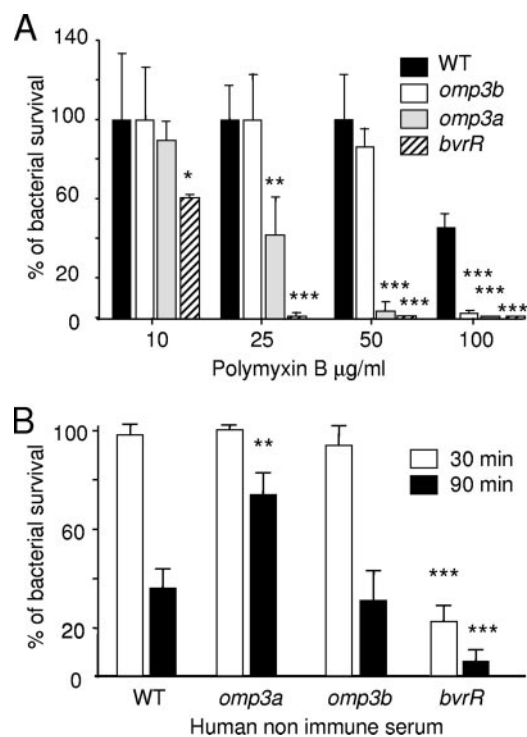 A
140
100
60
20
0
% of bacterial survival
WT
omp3b
omp3a
bvrR
*
**
***
***
***
***
***
***
10 25 50 100
Polymyxin B µg/ml
B
100
60
20
0
% of bacterial survival
30 min
90 min
**
***
***
WT omp3a omp3b bvrR
Human non immune serum